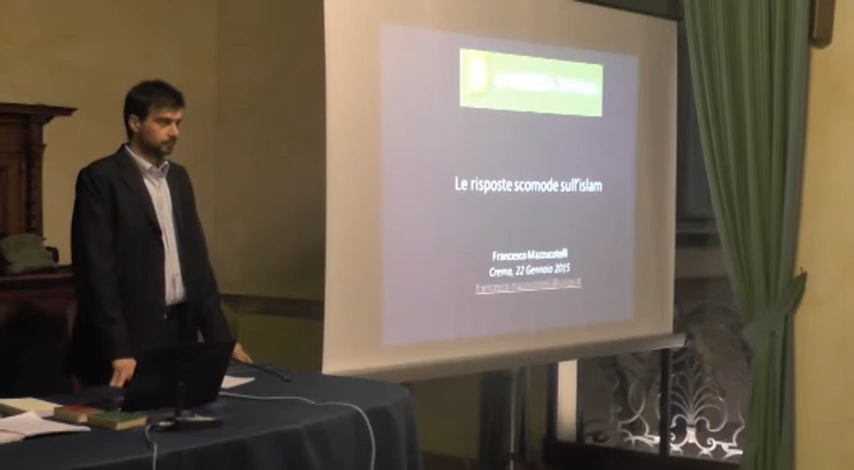 Le risposte scomode sull'islam
Francesco Mazzucotelli
Crema, 22 Gennaio 2015